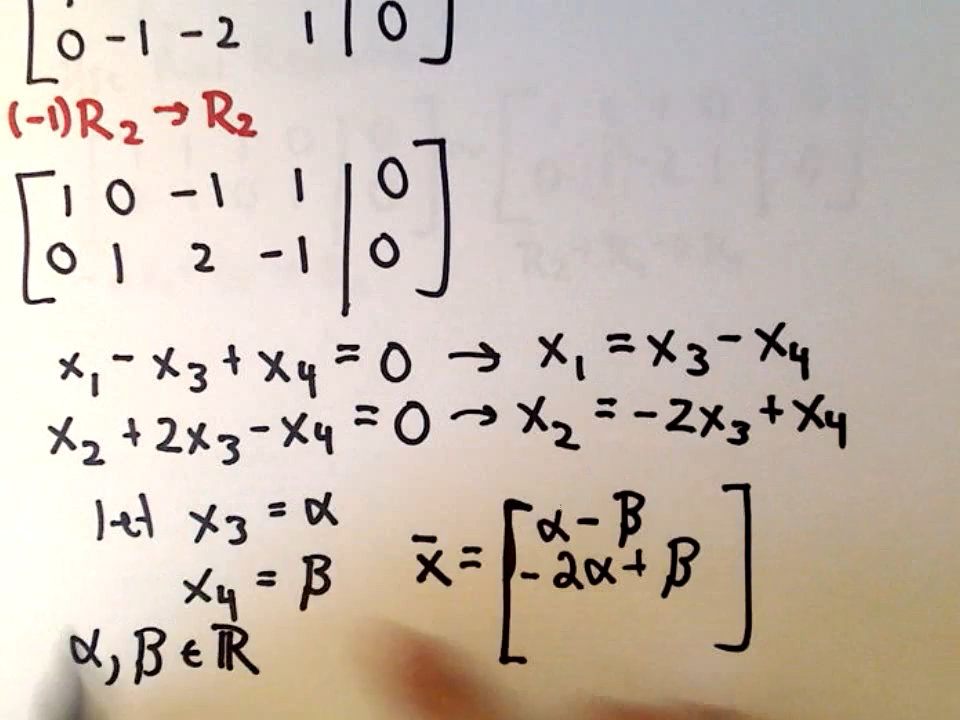 0 -1 -2 1 | 0
(-1)R₂ → R₂
1 0 -1 1 | 0
0 1 2 -1 | 0
x₁ - x₃ + x₄ = 0 → x₁ = x₃ - x₄
x₂ + 2x₃ - x₄ = 0 → x₂ = -2x₃ + x₄
let x₃ = α
x₄ = β
α, β ∈ ℝ
x̄ = [ α - β
-2α + β ]